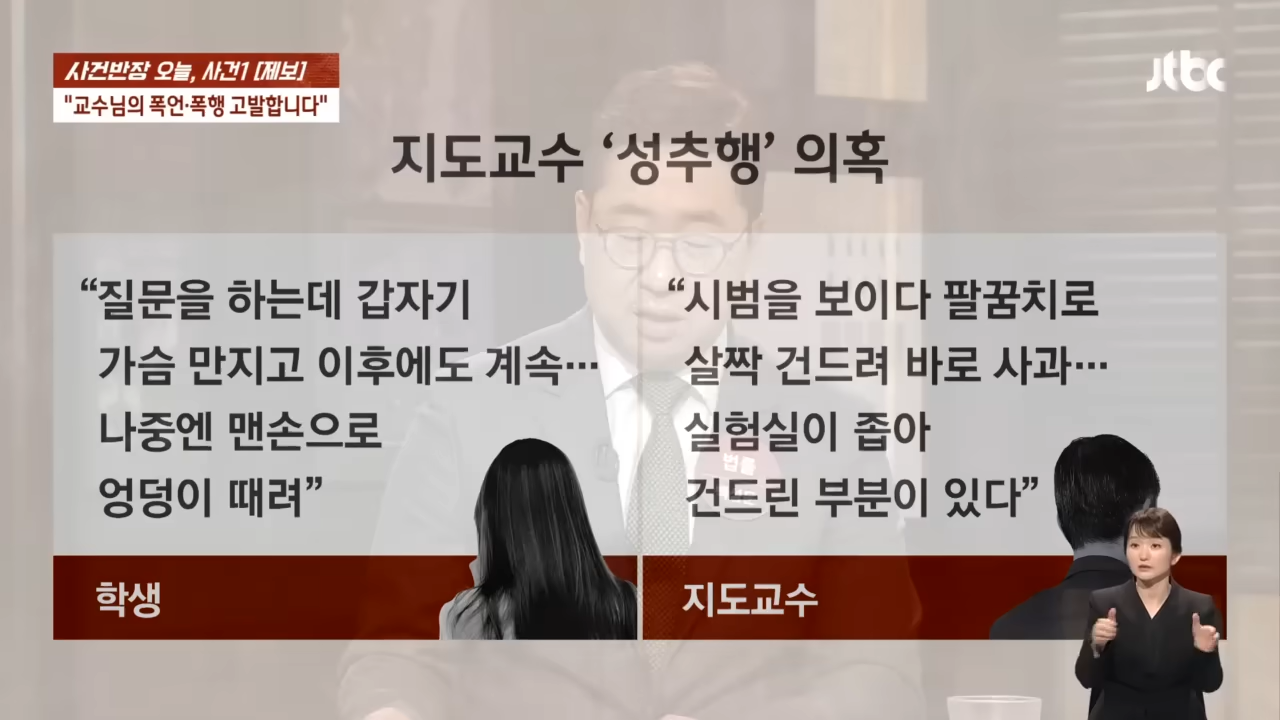 사건반장 오늘, 사건1 [제보]
"교수님의 폭언·폭행 고발합니다"
jtbc
지도교수 ‘성추행’ 의혹
“질문을 하는데 갑자기
가슴 만지고 이후에도 계속…
나중엔 맨손으로
엉덩이 때려”
학생
“시범을 보이다 팔꿈치로
살짝 건드려 바로 사과…
실험실이 좁아
건드린 부분이 있다”
지도교수
법률